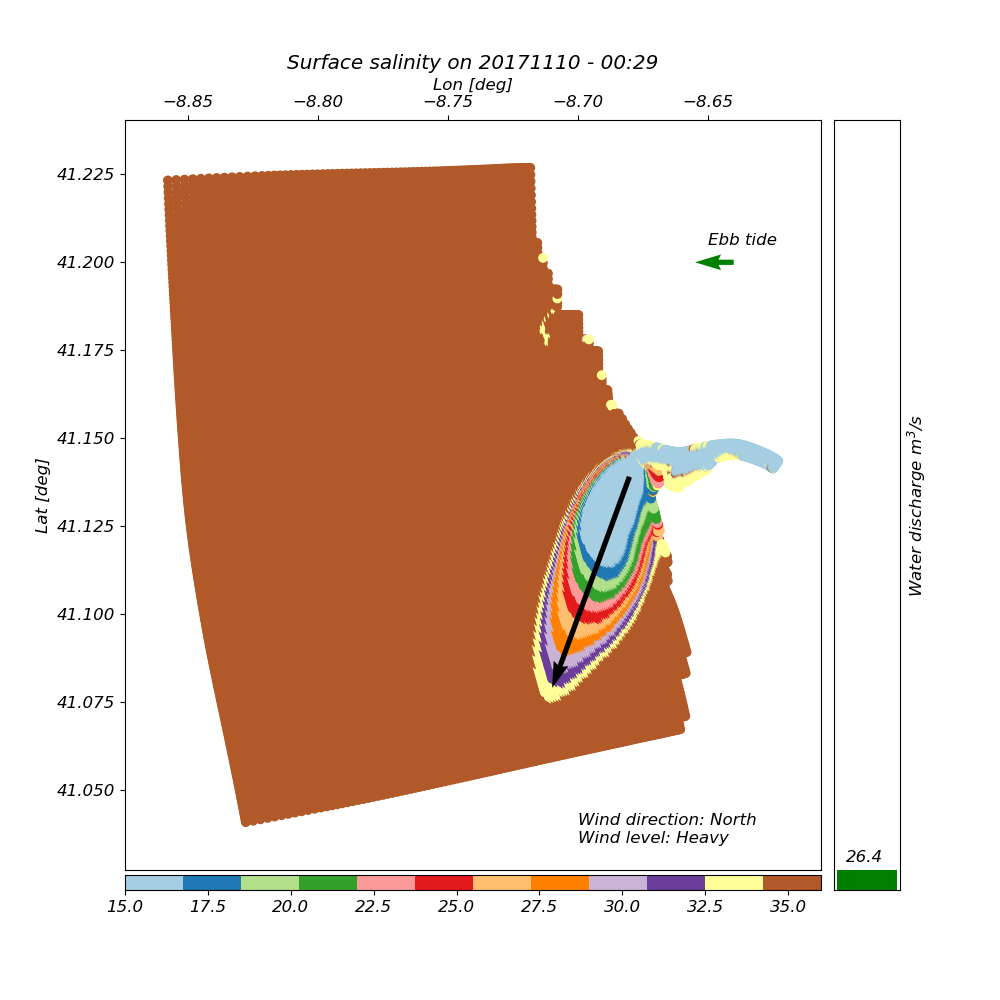 Surface salinity on 20171110 - 00:29
Lon [deg]
−8.85 −8.80 −8.75 −8.70 −8.65
41.225
41.200
41.175
41.150
41.125
41.100
41.075
41.050
Lat [deg]
Ebb tide
Wind direction: North
Wind level: Heavy
15.0 17.5 20.0 22.5 25.0 27.5 30.0 32.5 35.0
26.4
Water discharge m³/s